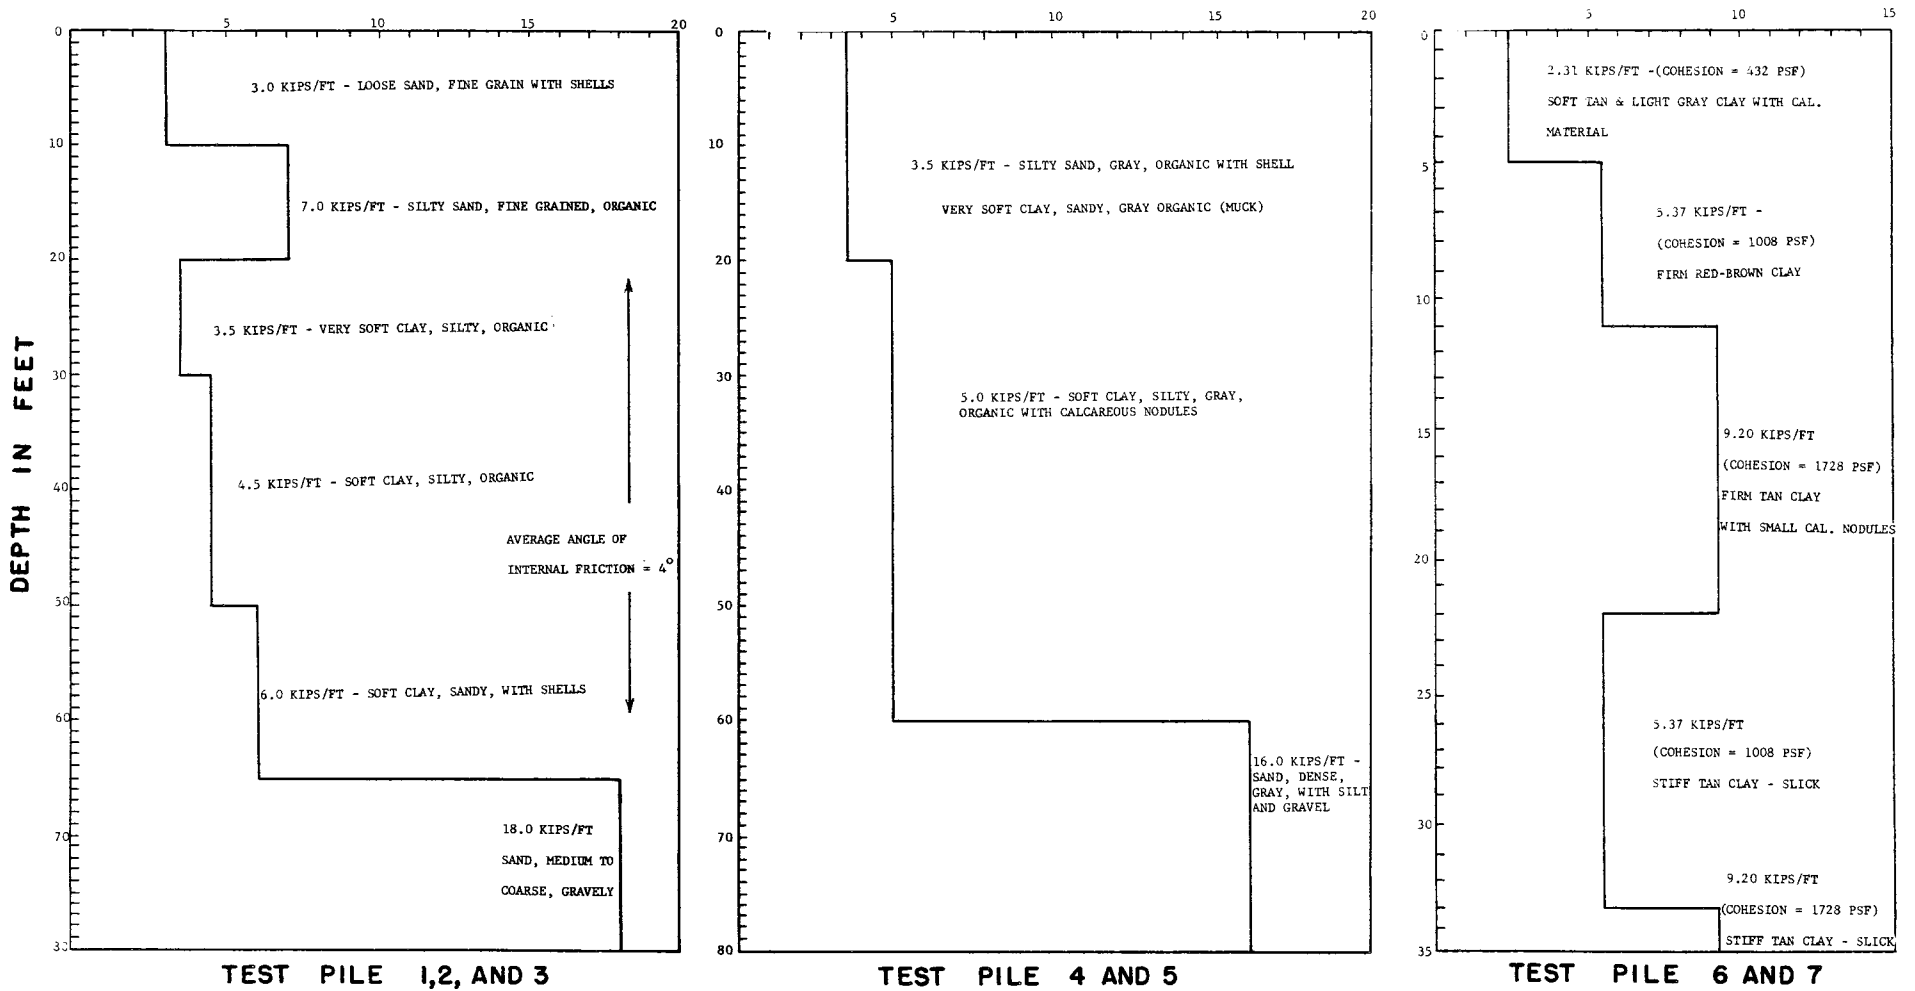 DEPTH IN FEET
5 10 15 20
0
10
20
30
40
50
60
70
3.0 KIPS/FT - LOOSE SAND, FINE GRAIN WITH SHELLS
7.0 KIPS/FT - SILTY SAND, FINE GRAINED, ORGANIC
3.5 KIPS/FT - VERY SOFT CLAY, SILTY, ORGANIC
4.5 KIPS/FT - SOFT CLAY, SILTY, ORGANIC
AVERAGE ANGLE OF
INTERNAL FRICTION = 4°
6.0 KIPS/FT - SOFT CLAY, SANDY, WITH SHELLS
18.0 KIPS/FT
SAND, MEDIUM TO
COARSE, GRAVELY
TEST PILE 1,2, AND 3
5 10 15 20
0
10
20
30
40
50
60
70
80
3.5 KIPS/FT - SILTY SAND, GRAY, ORGANIC WITH SHELL
VERY SOFT CLAY, SANDY, GRAY ORGANIC (MUCK)
5.0 KIPS/FT - SOFT CLAY, SILTY, GRAY,
ORGANIC WITH CALCAREOUS NODULES
16.0 KIPS/FT -
SAND, DENSE,
GRAY, WITH SILT
AND GRAVEL
TEST PILE 4 AND 5
5 10 15
0
5
10
15
20
25
30
35
2.31 KIPS/FT -(COHESION = 432 PSF)
SOFT TAN & LIGHT GRAY CLAY WITH CAL.
MATERIAL
5.37 KIPS/FT -
(COHESION = 1008 PSF)
FIRM RED-BROWN CLAY
9.20 KIPS/FT
(COHESION = 1728 PSF)
FIRM TAN CLAY
WITH SMALL CAL. NODULES
5.37 KIPS/FT
(COHESION = 1008 PSF)
STIFF TAN CLAY - SLICK
9.20 KIPS/FT
(COHESION = 1728 PSF)
STIFF TAN CLAY - SLICK
TEST PILE 6 AND 7